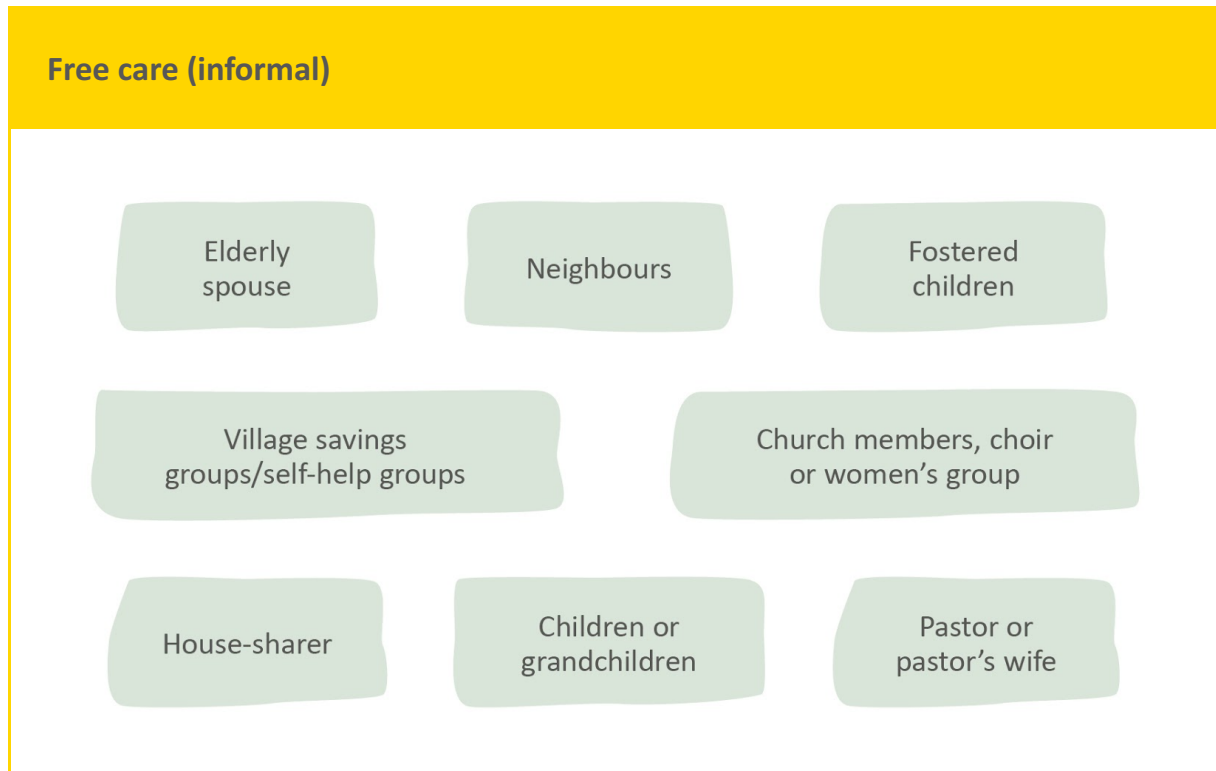 Free care (informal)
Elderly
spouse
Neighbours
Fostered
children
Village savings
groups/self-help groups
Church members, choir
or women’s group
House-sharer
Children or
grandchildren
Pastor or
pastor’s wife